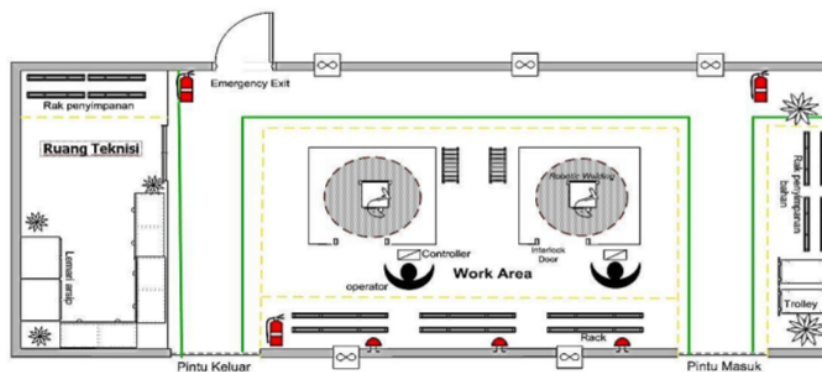 Emergency Exit
Rak penyimpanan
Ruang Teknisi
Robotic Welding
Rak penyimpanan
bahan
Lemari arsip
Controller
Interlock
Door
Work Area
operator
Trolley
Rack
Pintu Keluar
Pintu Masuk